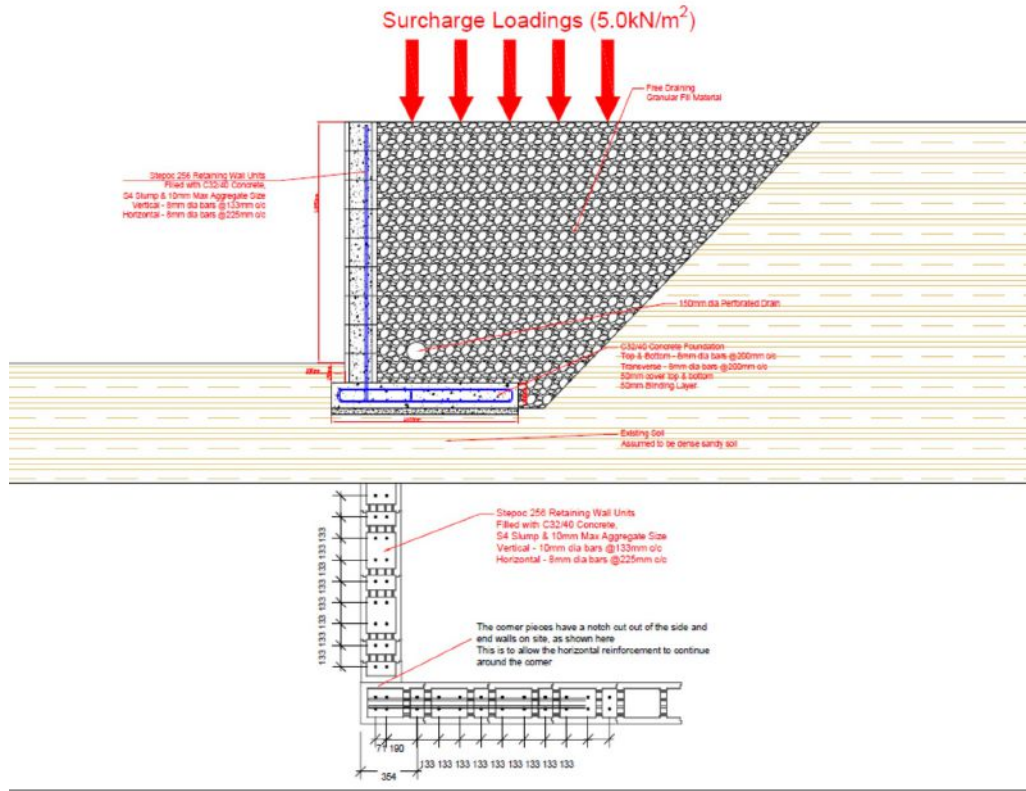 Surcharge Loadings (5.0kN/m²)
Free Draining
Granular Fill Material
Stepoc 256 Retaining Wall Units
Filled with C32/40 Concrete,
S4 Slump & 10mm Max Aggregate Size
Vertical - 8mm dia bars @133mm o/c
Horizontal - 8mm dia bars @225mm o/c
150mm dia Perforated Drain
C32/40 Concrete Foundation
Top & Bottom - 8mm dia bars @200mm o/c
Traneverse - 8mm dia bars @200mm o/c
50mm cover top & bottom
50mm Blinding Layer
Existing Soil
Assumed to be dense sandy soil
Stepoc 256 Retaining Wall Units
Filled with C32/40 Concrete,
S4 Slump & 10mm Max Aggregate Size
Vertical - 10mm dia bars @133mm o/c
Horizontal - 8mm dia bars @225mm o/c
133 133 133 133 133 133 133 133
The corner pieces have a notch cut out of the side and
end walls on site, as shown here
This is to allow the horizontal reinforcement to continue
around the corner
71 190
133 133 133 133 133 133 133 133
354